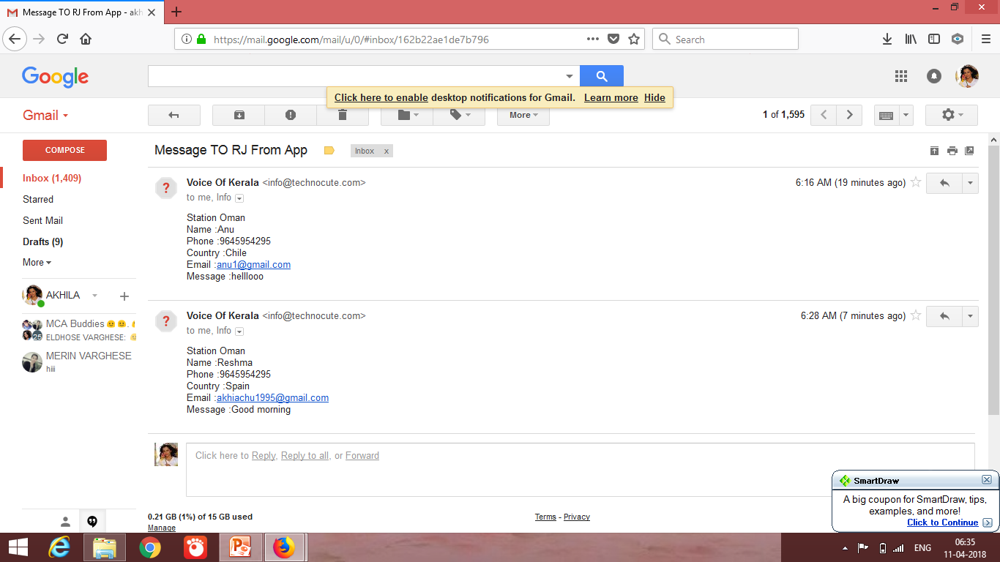 Message TO RJ From App - akh
https://mail.google.com/mail/u/0/#inbox/162b22ae1de7b796
Search
Google
Click here to enable desktop notifications for Gmail. Learn more Hide
Gmail
More
1 of 1,595
COMPOSE
Inbox (1,409)
Starred
Sent Mail
Drafts (9)
More
AKHILA
MCA Buddies
25 ELDHOSE VARGHESE:
MERIN VARGHESE
hiii
Message TO RJ From App Inbox x
Voice Of Kerala <info@technocute.com> 6:16 AM (19 minutes ago)
to me, Info
Station Oman
Name :Anu
Phone :9645954295
Country :Chile
Email :anu1@gmail.com
Message :helllooo
Voice Of Kerala <info@technocute.com> 6:28 AM (7 minutes ago)
to me, Info
Station Oman
Name :Reshma
Phone :9645954295
Country :Spain
Email :akhiachu1995@gmail.com
Message :Good morning
Click here to Reply, Reply to all, or Forward
0.21 GB (1%) of 15 GB used
Manage
Terms - Privacy
SmartDraw
A big coupon for SmartDraw, tips,
examples, and more!
Click to Continue
ENG
06:35
11-04-2018